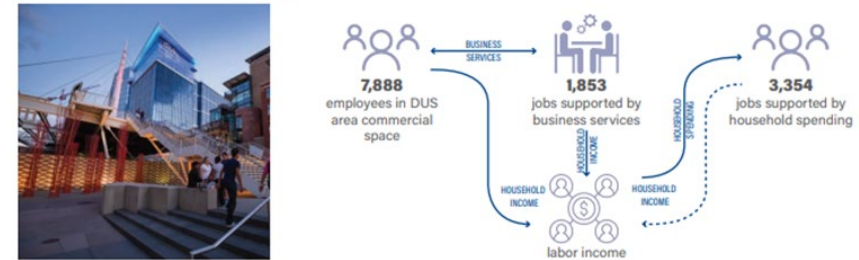 BUSINESS
SERVICES
7,888
employees in DUS
area commercial
space
1,853
jobs supported by
business services
3,354
jobs supported by
household spending
HOUSEHOLD
INCOME
HOUSEHOLD
SPENDING
HOUSEHOLD
INCOME
HOUSEHOLD
INCOME
$
labor income